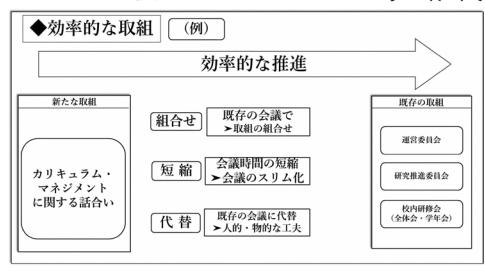 ◆効率的な取組 （例）
効率的な推進
新たな取組
カリキュラム・
マネジメント
に関する話合い
組合せ
既存の会議で
➤取組の組合せ
短縮
会議時間の短縮
➤会議のスリム化
代替
既存の会議に代替
➤人的・物的な工夫
既存の取組
運営委員会
研究推進委員会
校内研修会
（全体会・学年会）